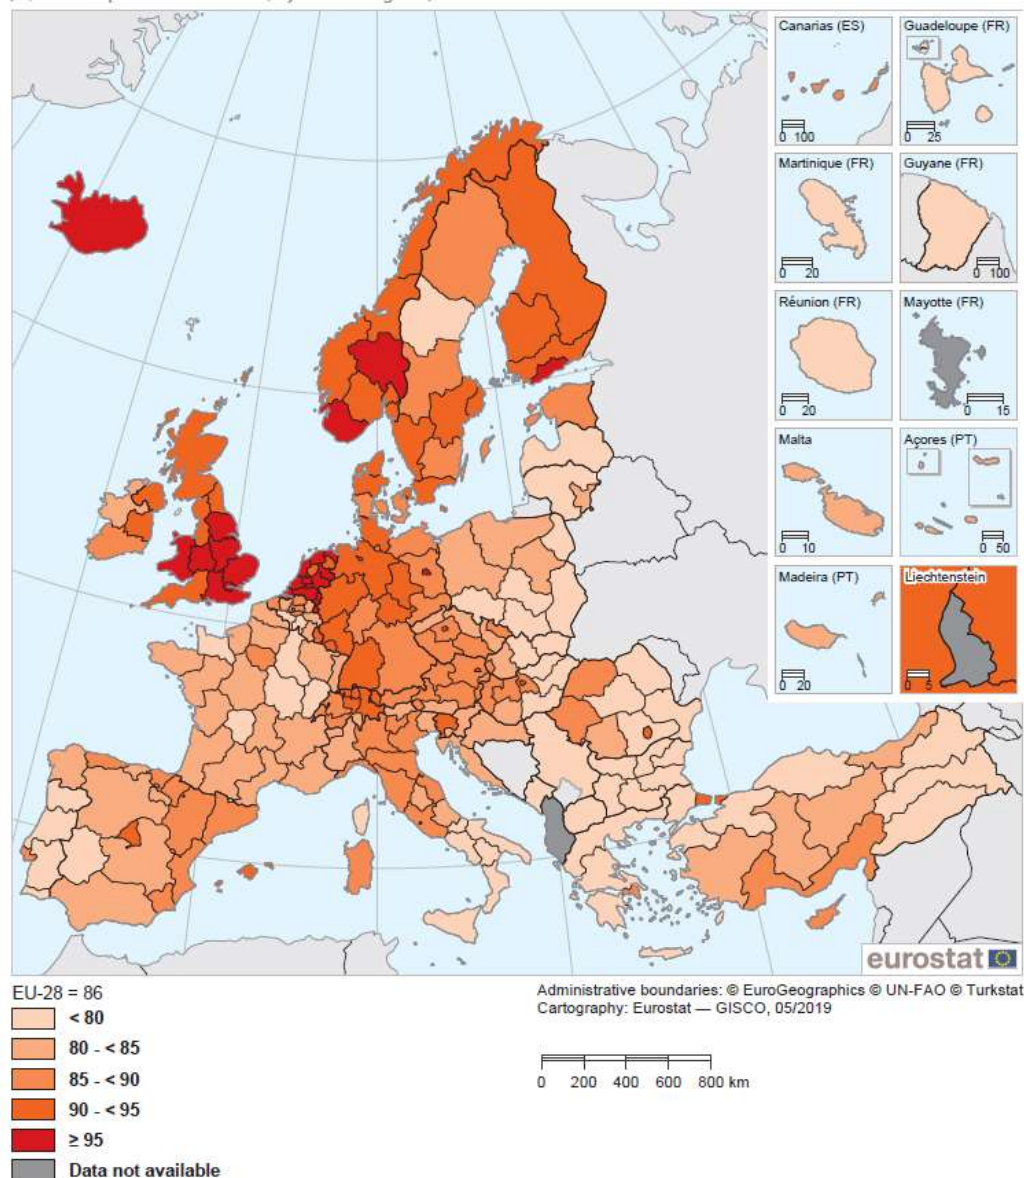 Canarias (ES)
0 100
Guadeloupe (FR)
0 25
Martinique (FR)
0 20
Guyane (FR)
0 100
Réunion (FR)
0 20
Mayotte (FR)
0 15
Malta
0 10
Açores (PT)
0 50
Madeira (PT)
0 20
Liechtenstein
0 5
eurostat
EU-28 = 86
< 80
80 - < 85
85 - < 90
90 - < 95
≥ 95
Data not available
Administrative boundaries: © EuroGeographics © UN-FAO © Turkstat
Cartography: Eurostat — GISCO, 05/2019
0 200 400 600 800 km